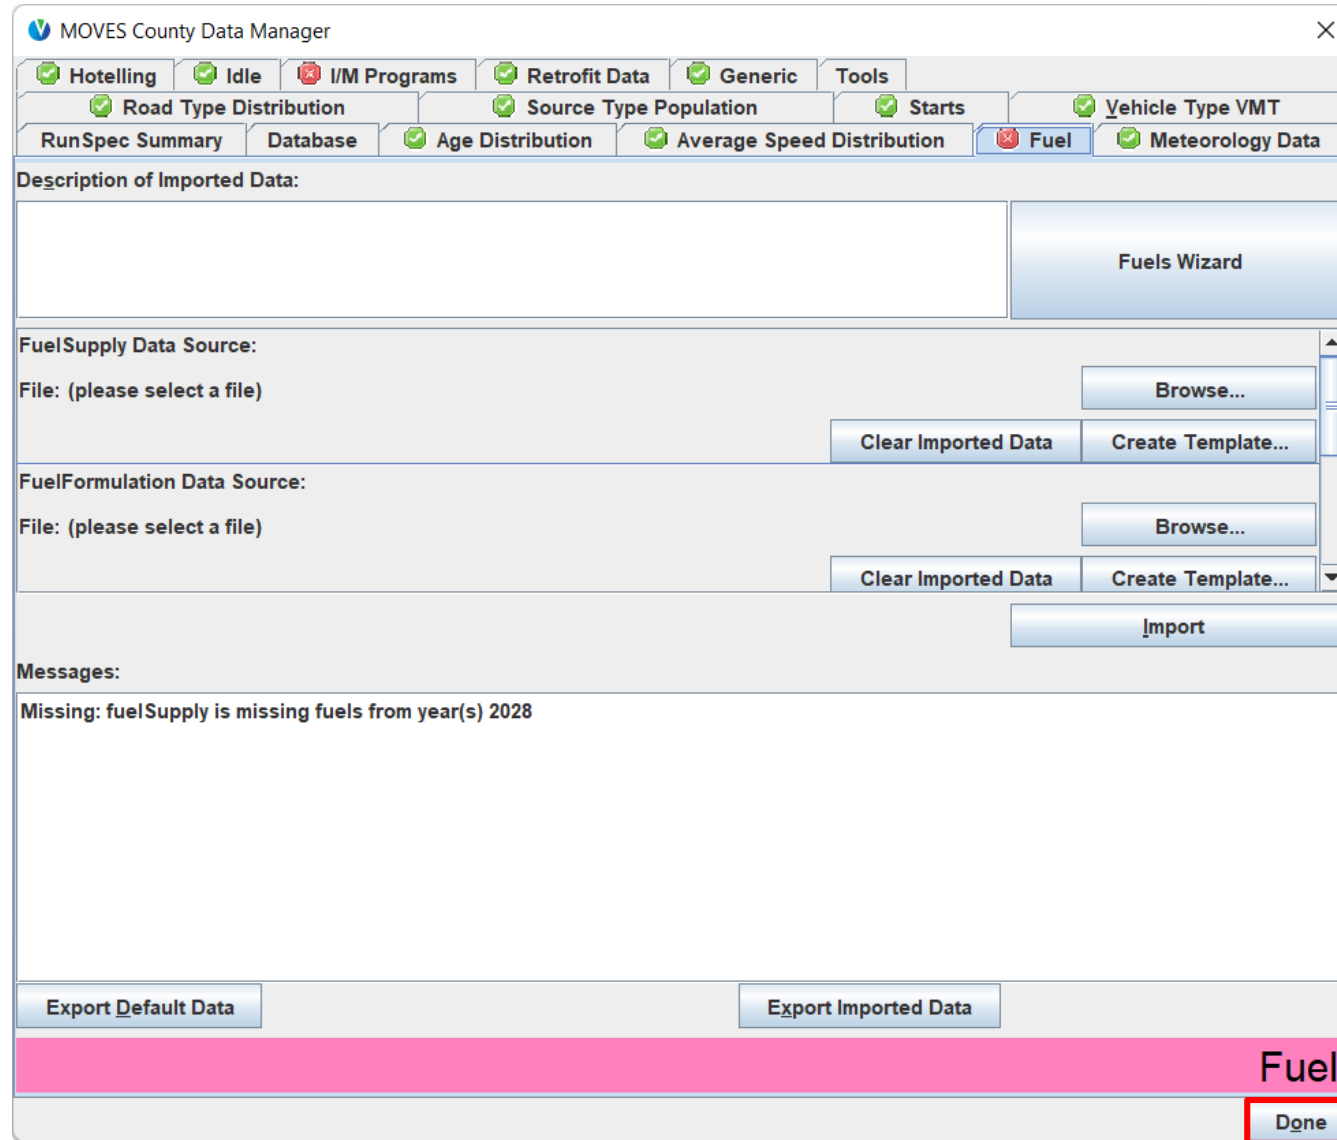 MOVES County Data Manager
Hotelling Idle I/M Programs Retrofit Data Generic Tools
Road Type Distribution Source Type Population Starts Vehicle Type VMT
RunSpec Summary Database Age Distribution Average Speed Distribution Fuel Meteorology Data
Description of Imported Data:
Fuels Wizard
FuelSupply Data Source:
File: (please select a file) Browse...
Clear Imported Data Create Template...
FuelFormulation Data Source:
File: (please select a file) Browse...
Clear Imported Data Create Template...
Import
Messages:
Missing: fuelSupply is missing fuels from year(s) 2028
Export Default Data Export Imported Data
Fuel
Done